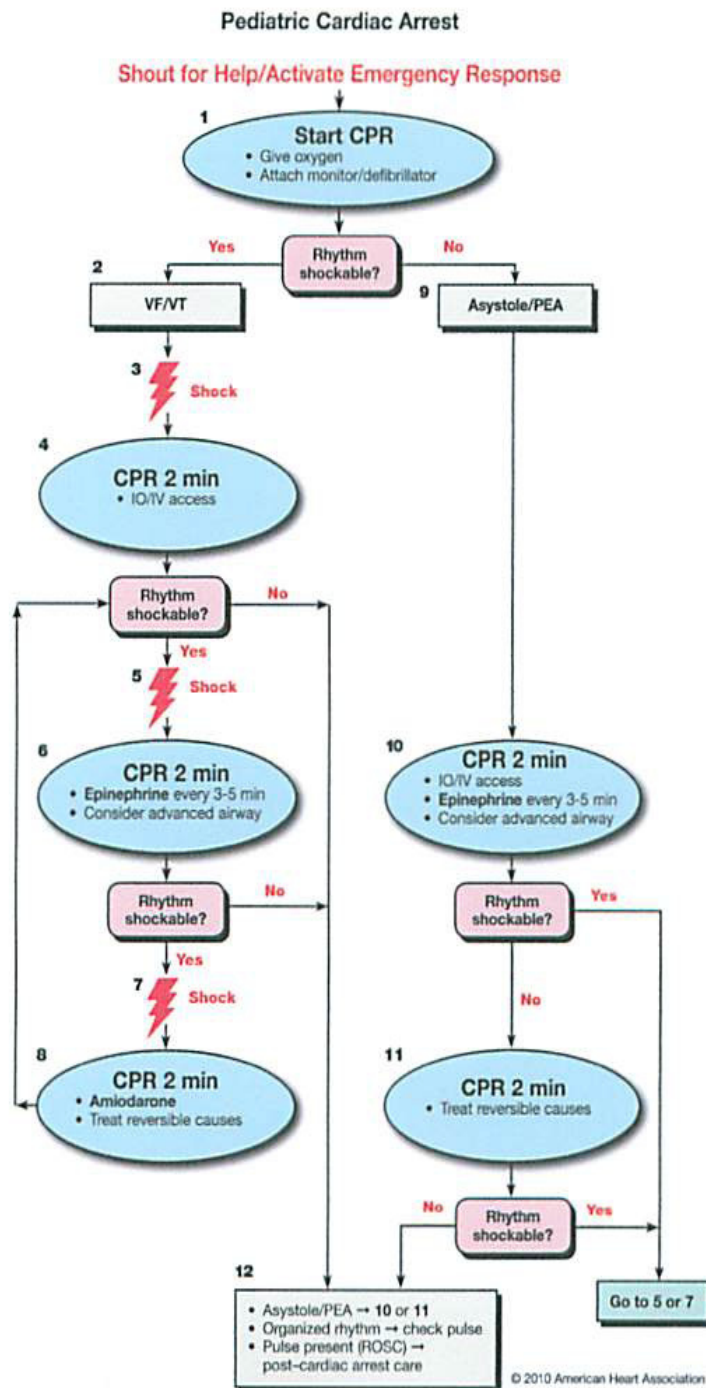 Pediatric Cardiac Arrest
Shout for Help/Activate Emergency Response
1
Start CPR
• Give oxygen
• Attach monitor/defibrillator
Rhythm
shockable?
Yes
No
2
VF/VT
9
Asystole/PEA
3
Shock
4
CPR 2 min
• IO/IV access
Rhythm
shockable?
No
Yes
5
Shock
6
CPR 2 min
• Epinephrine every 3-5 min
• Consider advanced airway
10
CPR 2 min
• IO/IV access
• Epinephrine every 3-5 min
• Consider advanced airway
Rhythm
shockable?
No
Rhythm
shockable?
Yes
Yes
7
Shock
No
8
CPR 2 min
• Amiodarone
• Treat reversible causes
11
CPR 2 min
• Treat reversible causes
No
Rhythm
shockable?
Yes
12
• Asystole/PEA → 10 or 11
• Organized rhythm → check pulse
• Pulse present (ROSC) →
post–cardiac arrest care
Go to 5 or 7
© 2010 American Heart Association